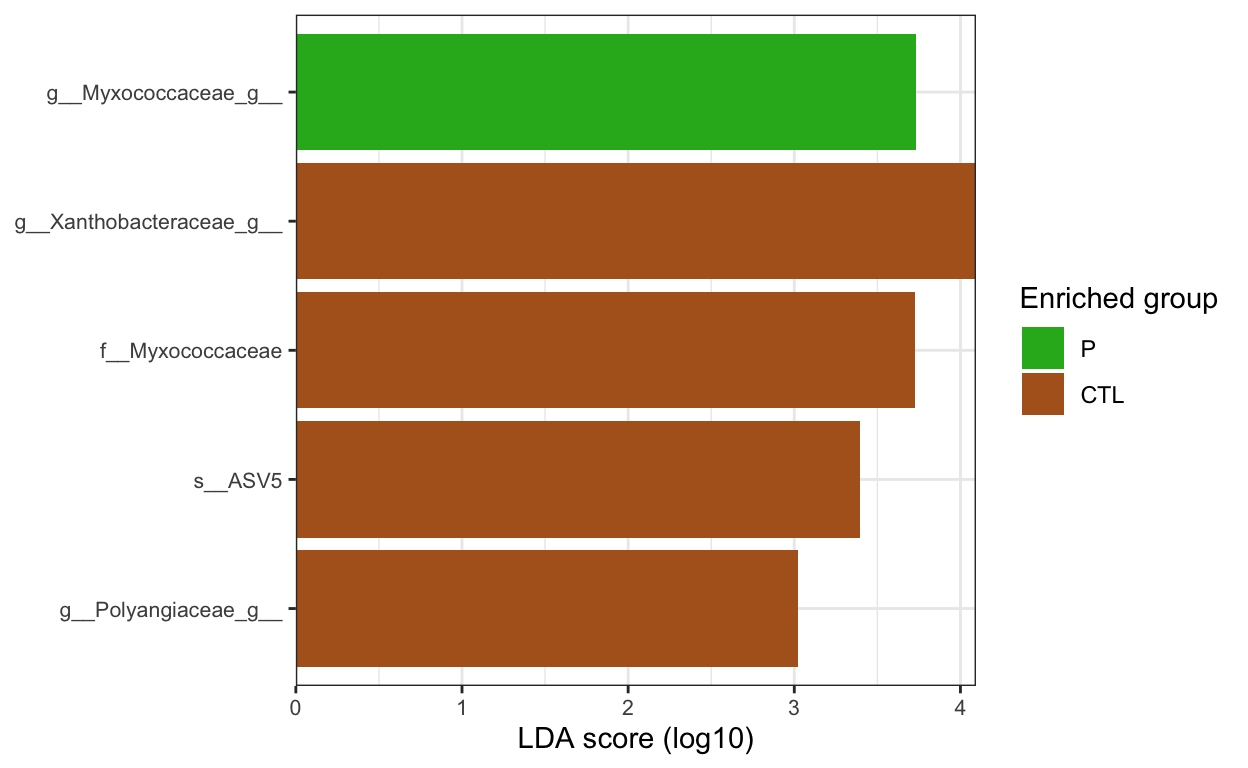 g__Myxococcaceae_g__
g__Xanthobacteraceae_g__
f__Myxococcaceae
s__ASV5
g__Polyangiaceae_g__
0 1 2 3 4
LDA score (log10)
Enriched group
P
CTL